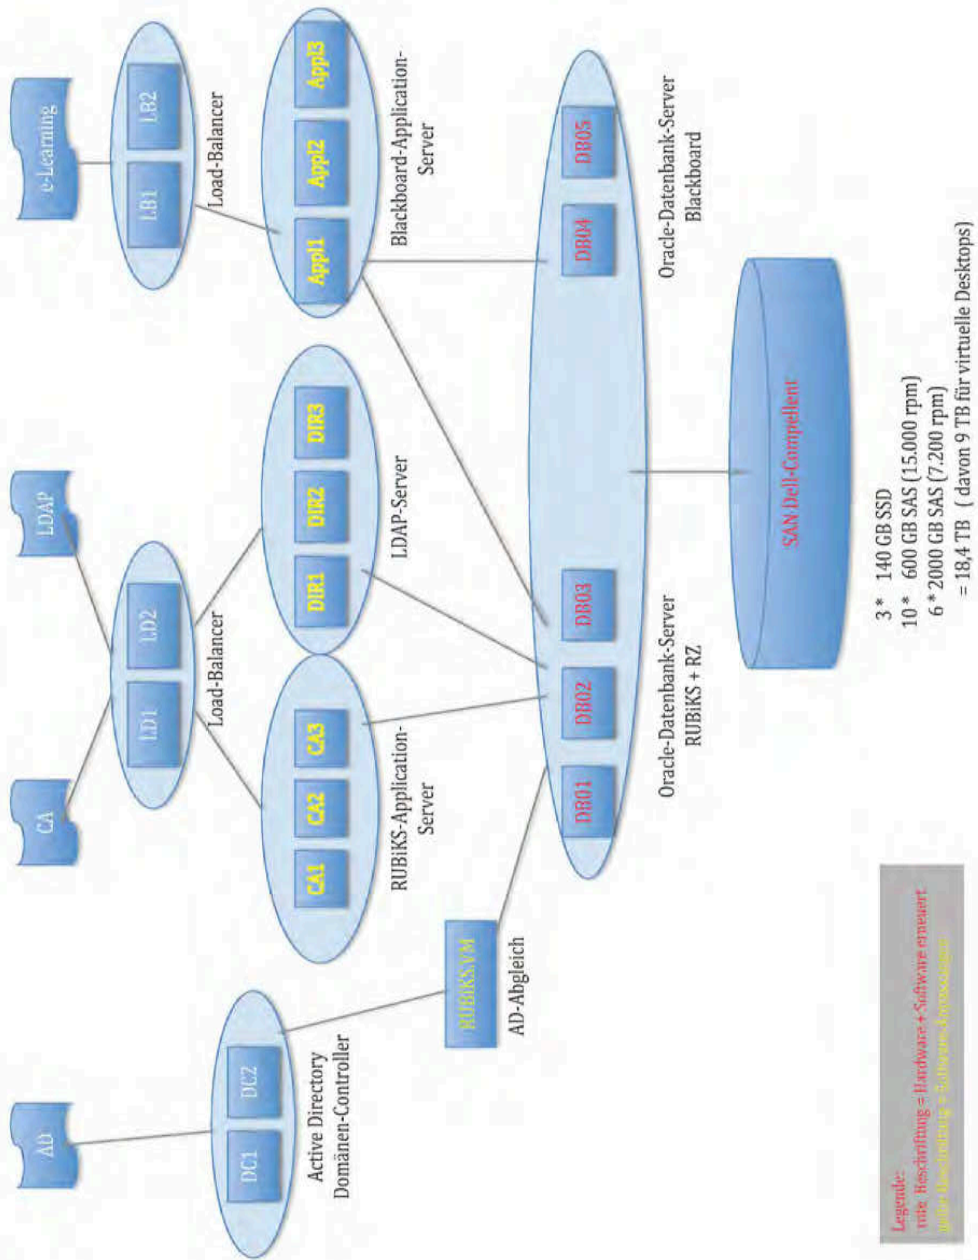 AD
CA
LDAP
e-Learning
DC1
DC2
LD1
LD2
LB1
LB2
Active Directory
Domänen-Controller
Load-Balancer
Load-Balancer
CA1
CA2
CA3
DIR1
DIR2
DIR3
Appl1
Appl2
Appl3
RUBiKS-Application-
Server
LDAP-Server
Blackboard-Application-
Server
RUBIKSVM
AD-Abgleich
DB01
DB02
DB03
DB04
DB05
Oracle-Datenbank-Server
RUBiKS + RZ
Oracle-Datenbank-Server
Blackboard
SAN Dell-Compellent
3 * 140 GB SSD
10 * 600 GB SAS (15.000 rpm)
6 * 2000 GB SAS (7.200 rpm)
= 18,4 TB ( davon 9 TB für virtuelle Desktops)
Legende:
rote Beschriftung = Hardware + Software erneuert